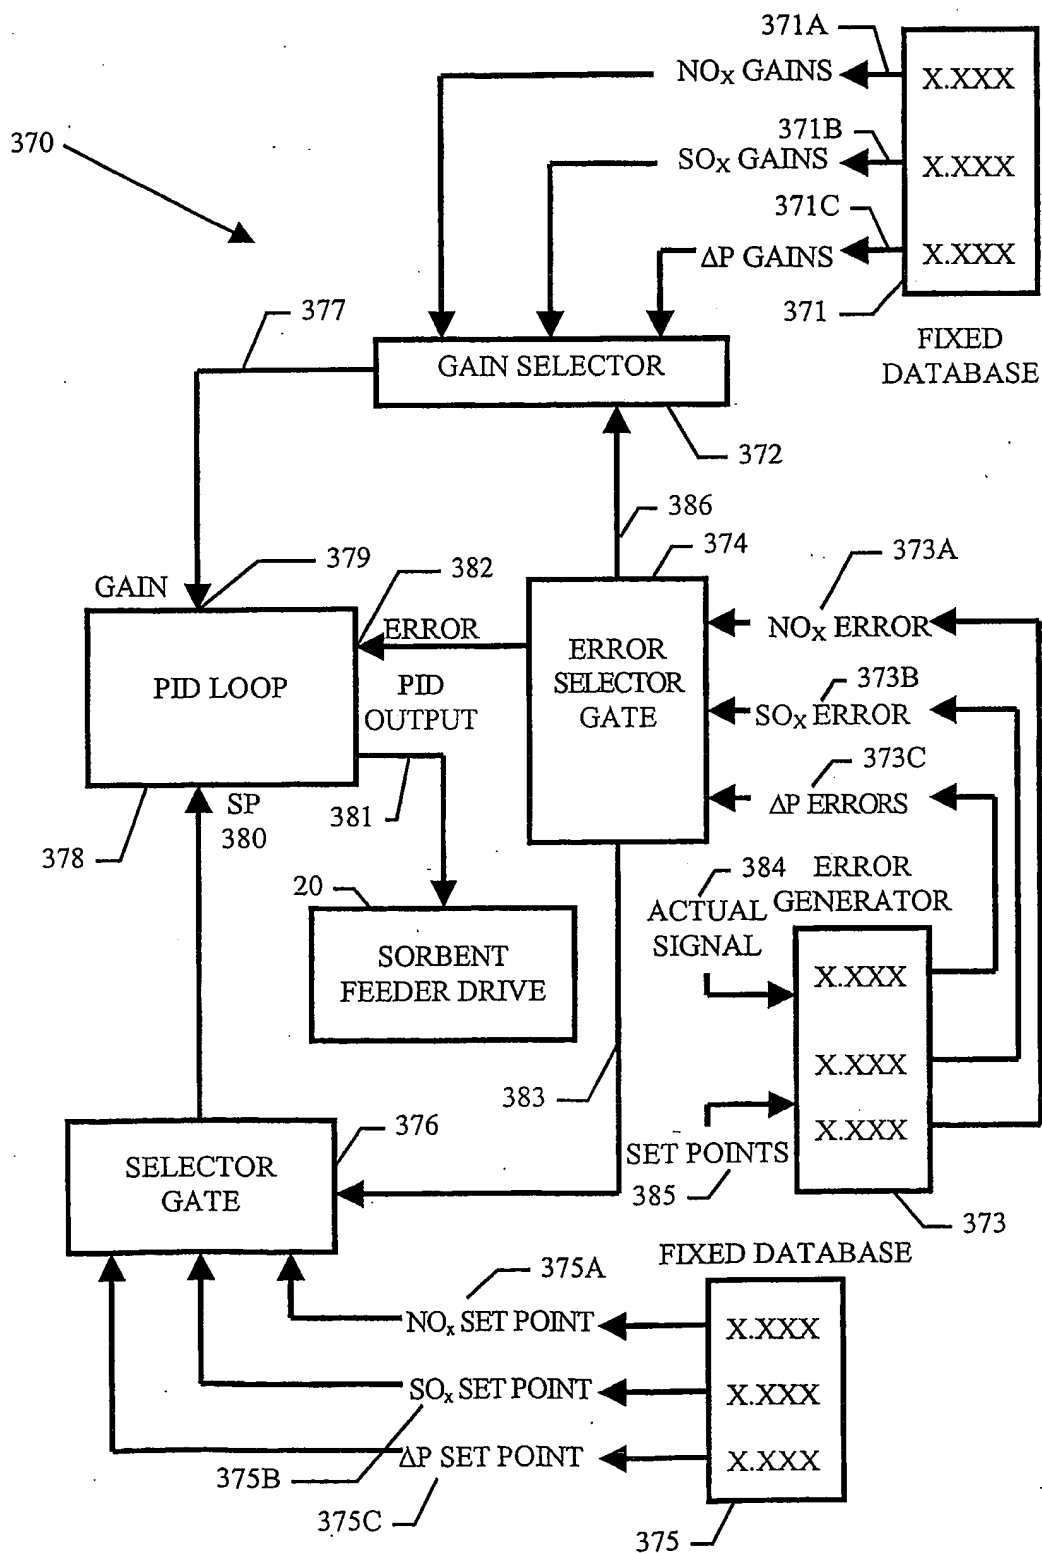 371A
NOX GAINS
X.XXX
370
371B
SOX GAINS
X.XXX
371C
ΔP GAINS
X.XXX
377
371
FIXED
DATABASE
GAIN SELECTOR
372
386
374
379
382
373A
GAIN
ERROR
NOX ERROR
PID LOOP
ERROR
SELECTOR
GATE
PID
OUTPUT
373B
SOX ERROR
373C
ΔP ERRORS
SP
380
381
378
384
ERROR
GENERATOR
20
ACTUAL
SIGNAL
SORBENT
FEEDER DRIVE
X.XXX
X.XXX
X.XXX
383
376
SELECTOR
GATE
SET POINTS
385
373
FIXED DATABASE
375A
NOx SET POINT
X.XXX
SOx SET POINT
X.XXX
ΔP SET POINT
X.XXX
375B
375C
375